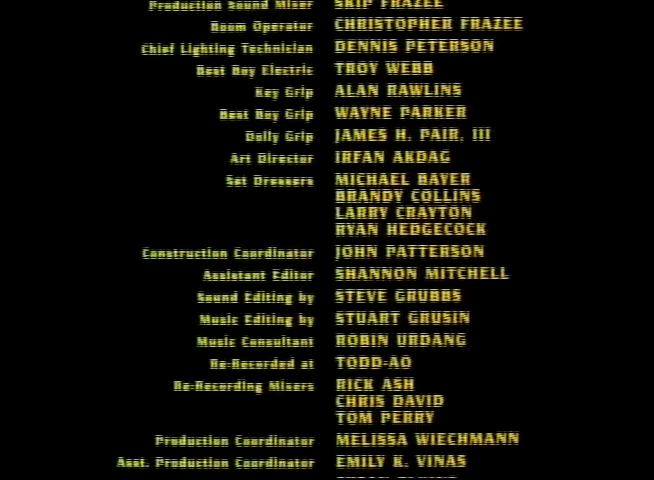 Production Sound Mixer SKIP FRAZEE
Boom Operator CHRISTOPHER FRAZEE
Chief Lighting Technician DENNIS PETERSON
Best Boy Electric TROY WEBB
Key Grip ALAN RAWLINS
Best Boy Grip WAYNE PARKER
Dolly Grip JAMES H. PAIR, III
Art Director IRFAN AKDAG
Set Dressers MICHAEL BAYER
BRANDY COLLINS
LARRY CRAYTON
RYAN HEDGECOCK
Construction Coordinator JOHN PATTERSON
Assistant Editor SHANNON MITCHELL
Sound Editing by STEVE GRUBBS
Music Editing by STUART GRUSIN
Music Consultant ROBIN URDANG
Re-Recorded at TODD-AO
Re-Recording Mixers RICK ASH
CHRIS DAVID
TOM PERRY
Production Coordinator MELISSA WIECHMANN
Asst. Production Coordinator EMILY K. VINAS